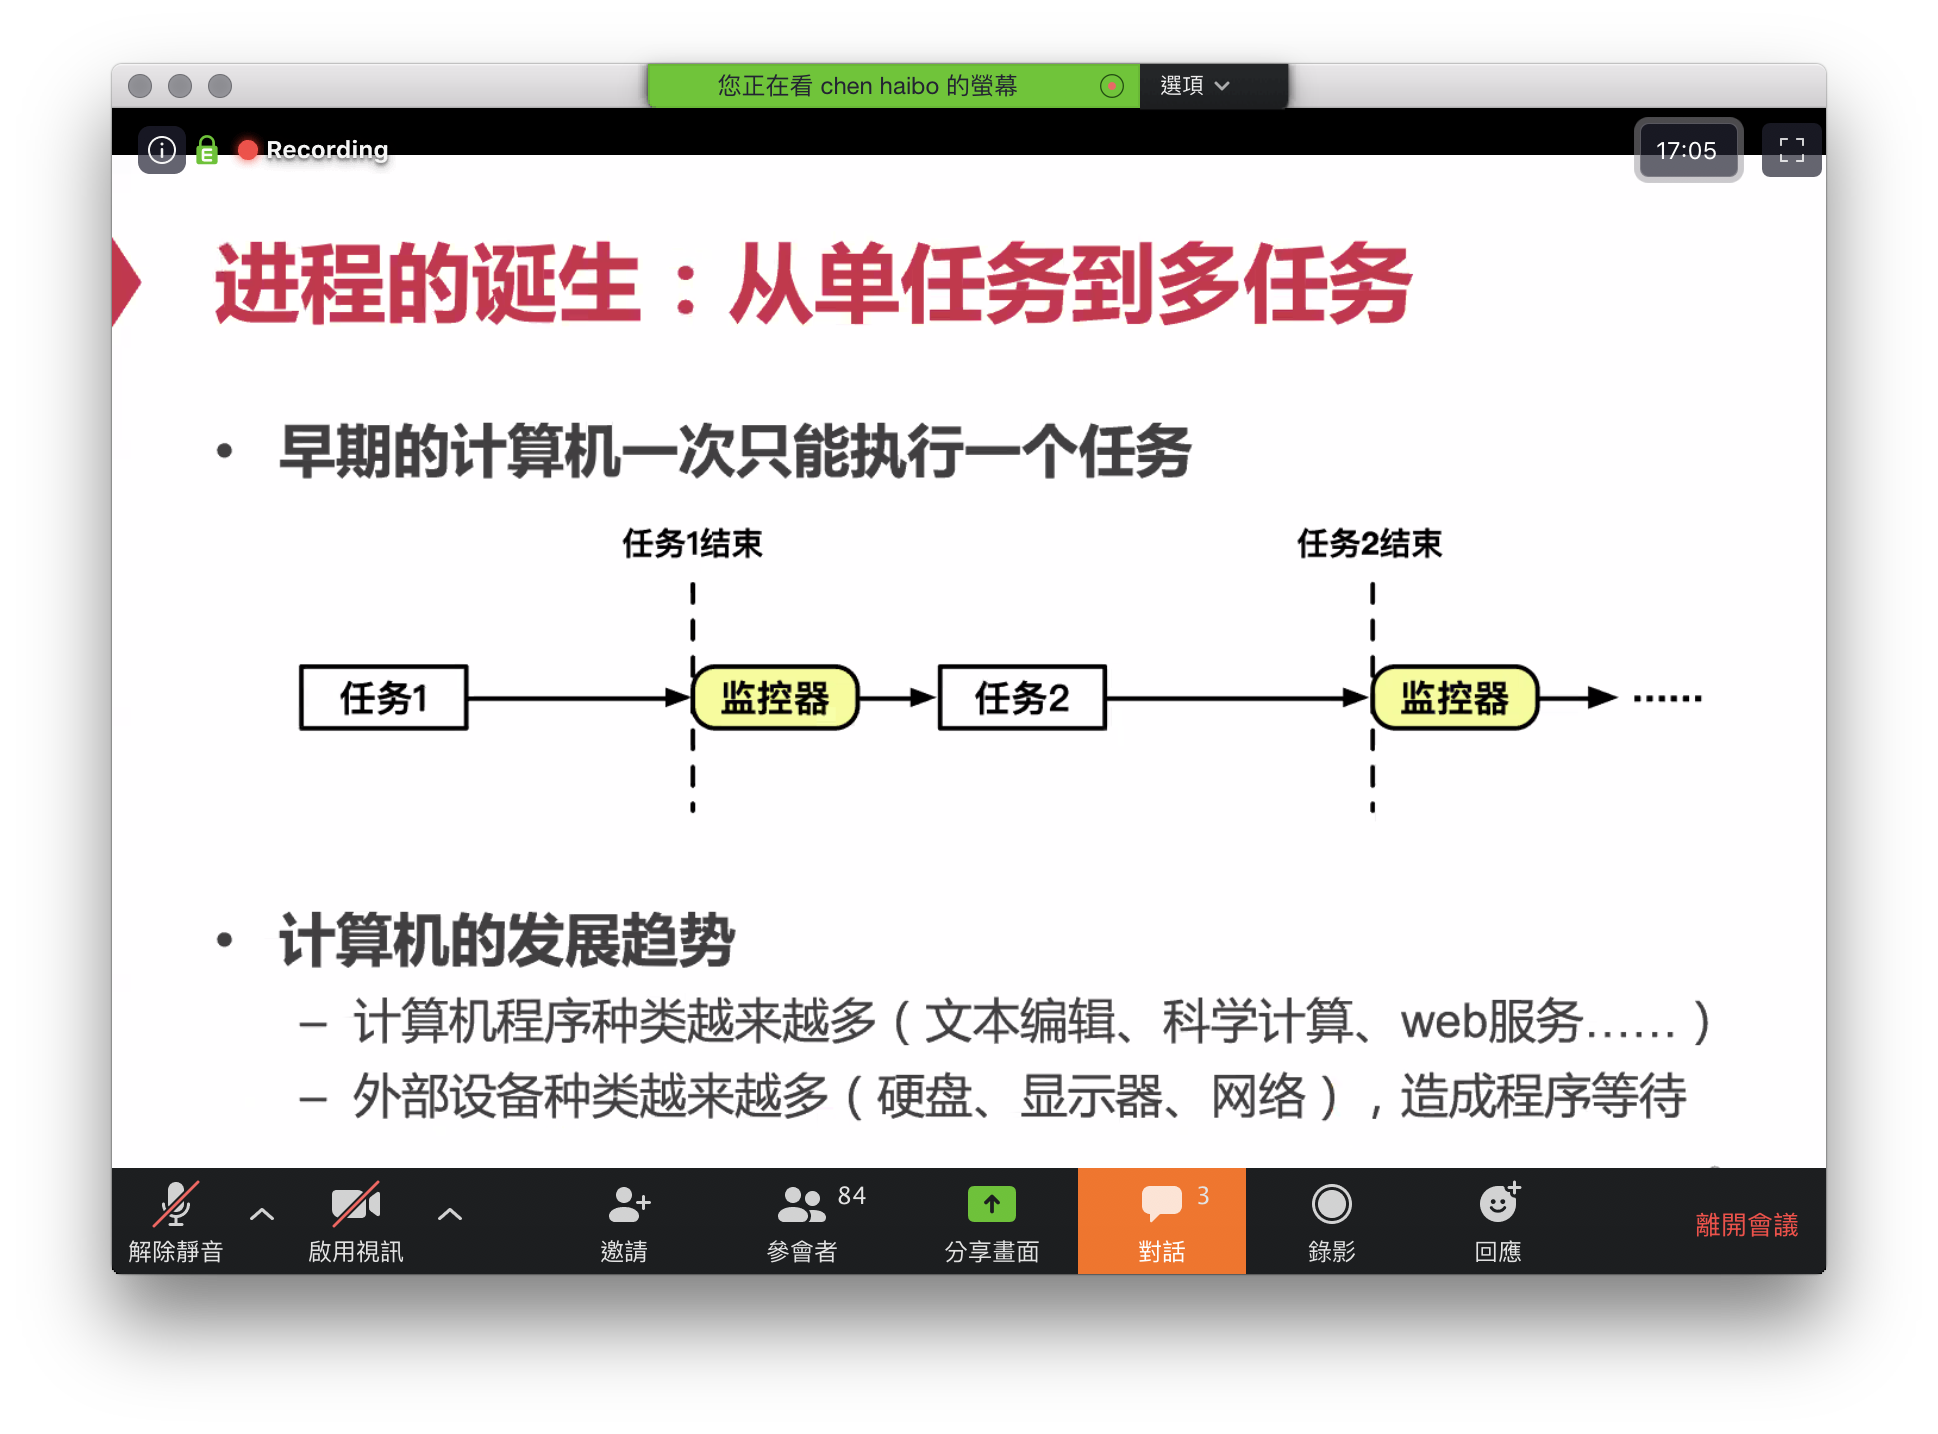 您正在看 chen haibo 的螢幕
選項
Recording
17:05
进程的诞生：从单任务到多任务
• 早期的计算机一次只能执行一个任务
任务1结束
任务2结束
任务1
监控器
任务2
监控器
······
• 计算机的发展趋势
– 计算机程序种类越来越多（文本编辑、科学计算、web服务……）
– 外部设备种类越来越多（硬盘、显示器、网络），造成程序等待
84
3
解除靜音
啟用視訊
邀請
參會者
分享畫面
對話
錄影
回應
離開會議